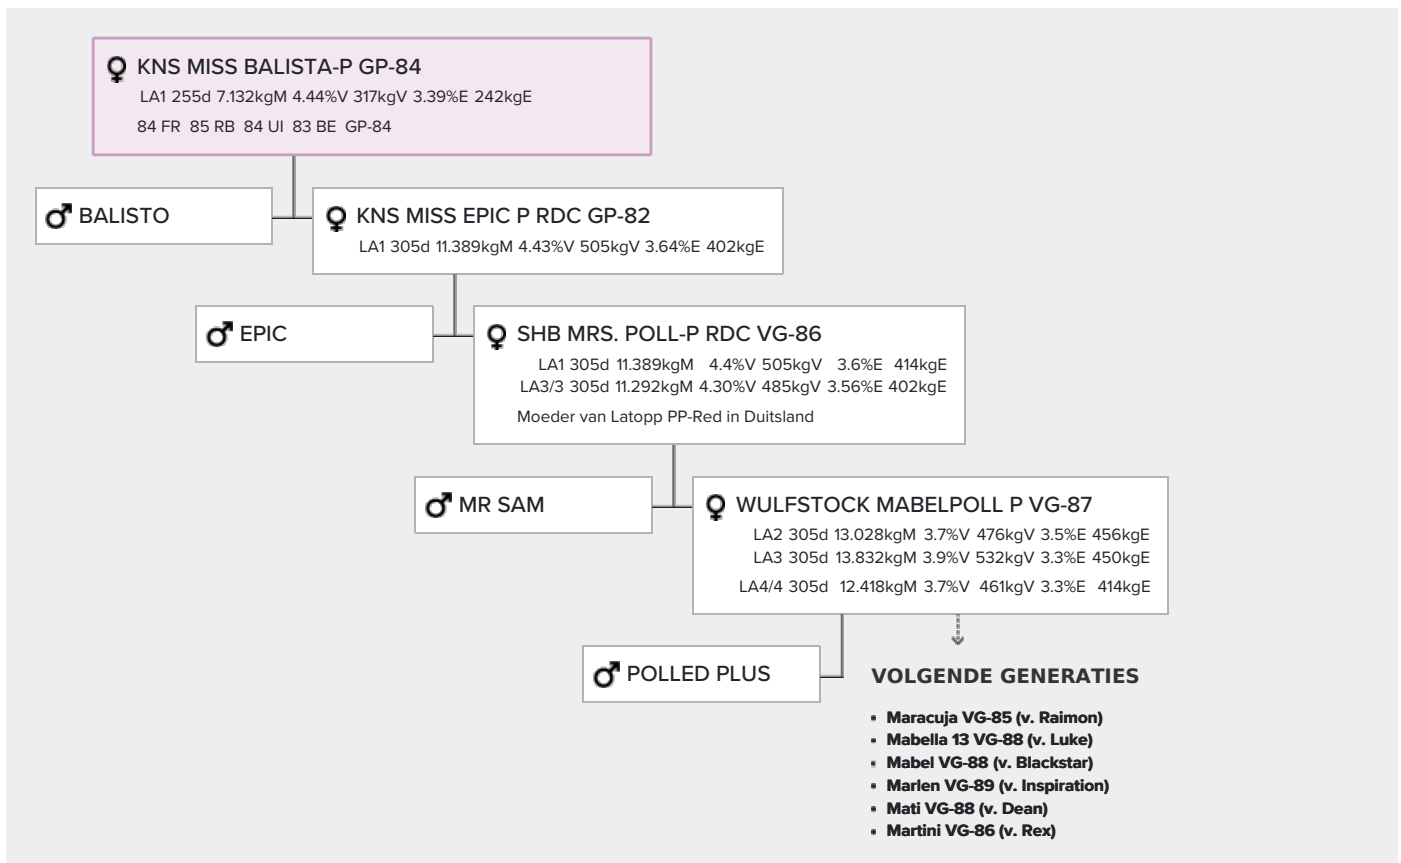 KNS MISS BALISTA-P GP-84
LA1 255d 7.132kgM 4.44%V 317kgV 3.39%E 242kgE
84 FR 85 RB 84 UI 83 BE GP-84
BALISTO
KNS MISS EPIC P RDC GP-82
LA1 305d 11.389kgM 4.43%V 505kgV 3.64%E 402kgE
EPIC
SHB MRS. POLL-P RDC VG-86
LA1 305d 11.389kgM 4.4%V 505kgV 3.6%E 414kgE
LA3/3 305d 11.292kgM 4.30%V 485kgV 3.56%E 402kgE
Moeder van Latopp PP-Red in Duitsland
MR SAM
WULFSTOCK MABELPOLL P VG-87
LA2 305d 13.028kgM 3.7%V 476kgV 3.5%E 456kgE
LA3 305d 13.832kgM 3.9%V 532kgV 3.3%E 450kgE
LA4/4 305d 12.418kgM 3.7%V 461kgV 3.3%E 414kgE
POLLED PLUS
VOLGENDE GENERATIES
• Maracuja VG-85 (v. Raimon)
• Mabella 13 VG-88 (v. Luke)
• Mabel VG-88 (v. Blackstar)
• Marlen VG-89 (v. Inspiration)
• Mati VG-88 (v. Dean)
• Martini VG-86 (v. Rex)